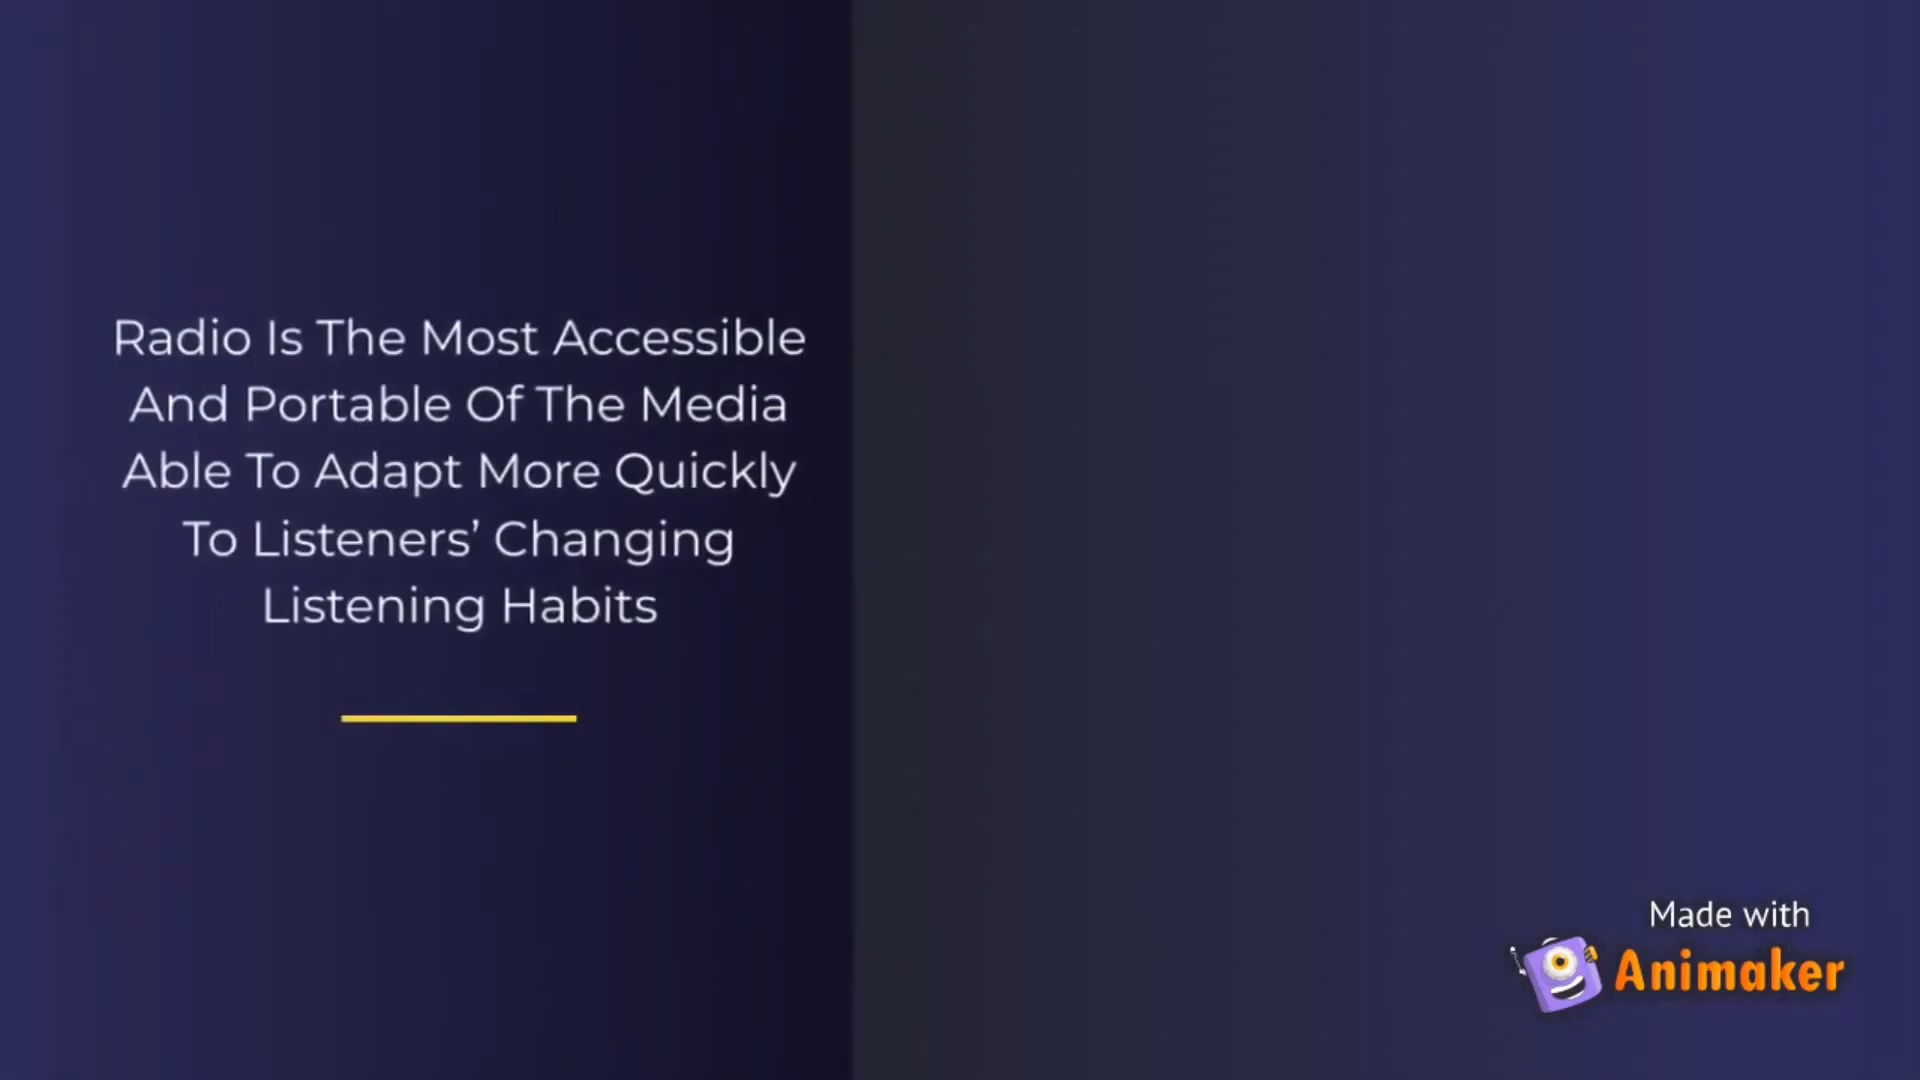 Radio Is The Most Accessible
And Portable Of The Media
Able To Adapt More Quickly
To Listeners’ Changing
Listening Habits
Made with
Animaker